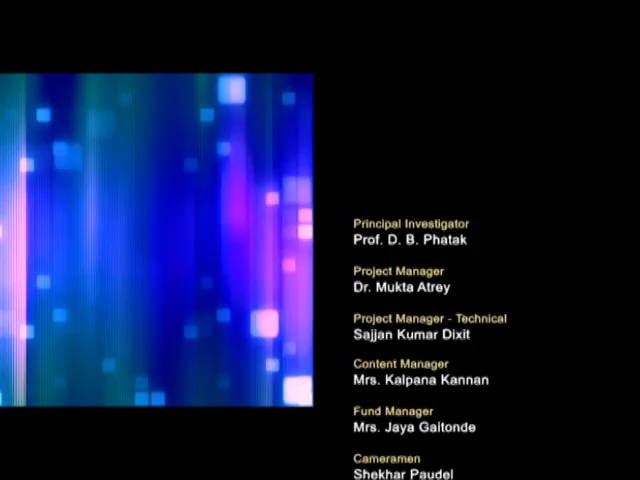 Principal Investigator
Prof. D. B. Phatak
Project Manager
Dr. Mukta Atrey
Project Manager - Technical
Sajjan Kumar Dixit
Content Manager
Mrs. Kalpana Kannan
Fund Manager
Mrs. Jaya Gaitonde
Cameramen
Shekhar Paudel